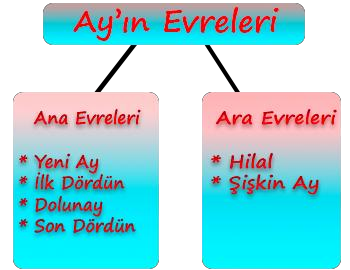 Ay'ın Evreleri
Ana Evreleri
* Yeni Ay
* İlk Dördün
* Dolunay
* Son Dördün
Ara Evreleri
* Hilal
* Şişkin Ay